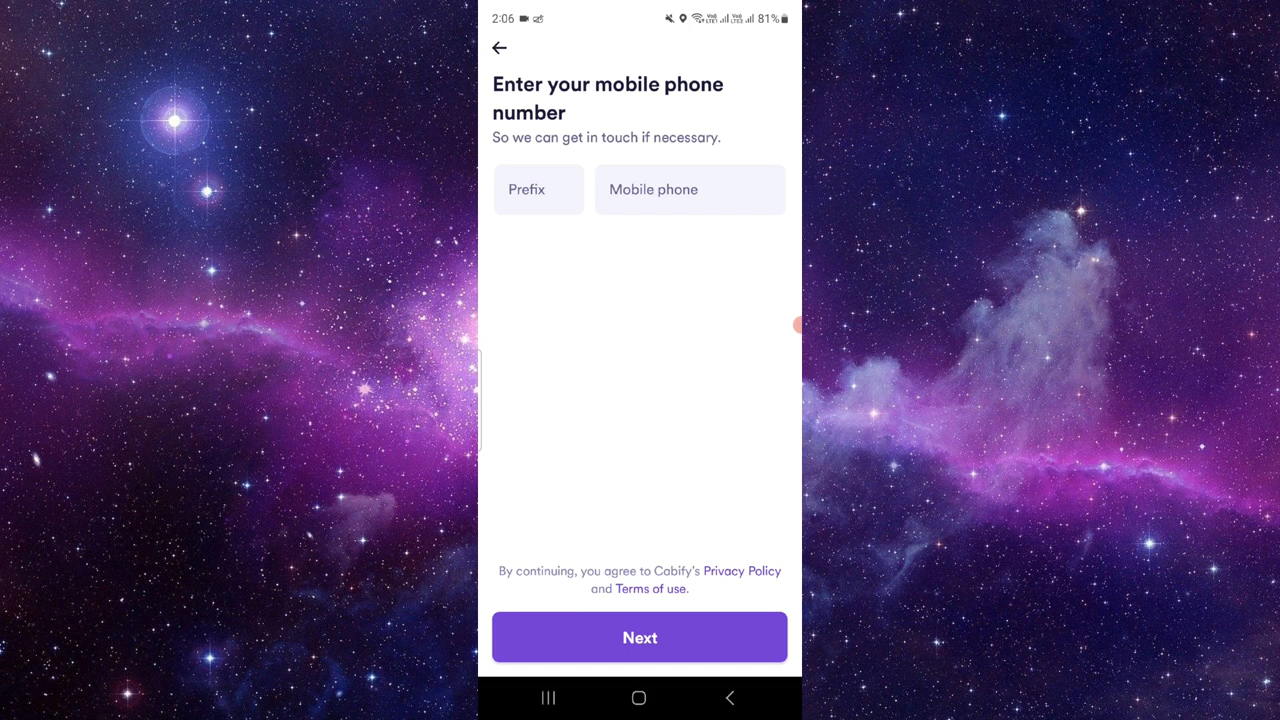 2:06 81%
Enter your mobile phone
number
So we can get in touch if necessary.
Prefix Mobile phone
By continuing, you agree to Cabify's Privacy Policy
and Terms of use.
Next